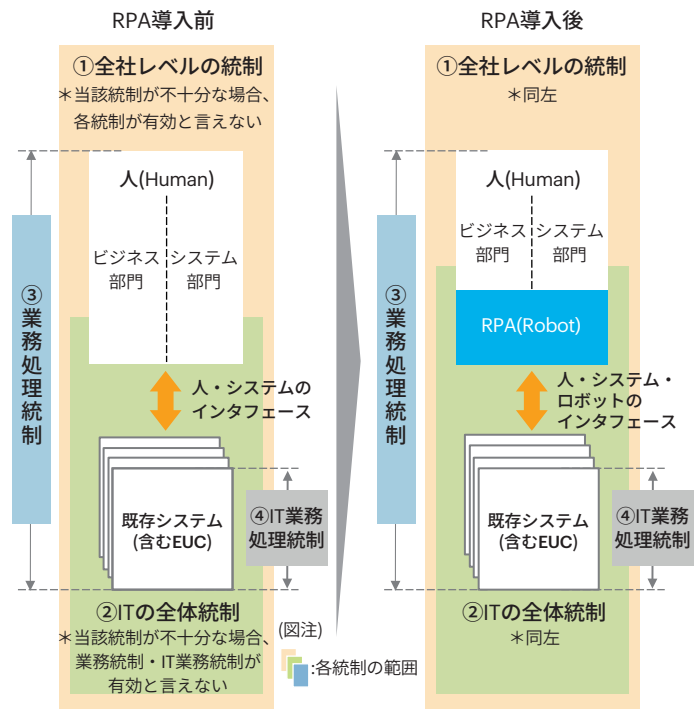 RPA導入前
①全社レベルの統制
＊当該統制が不十分な場合、
各統制が有効と言えない
人(Human)
ビジネス
部門
システム
部門
③業務処理統制
人・システムの
インタフェース
既存システム
(含むEUC)
④IT業務
処理統制
②ITの全体統制
＊当該統制が不十分な場合、
業務統制・IT業務統制が
有効と言えない
(図注)
:各統制の範囲
RPA導入後
①全社レベルの統制
＊同左
人(Human)
ビジネス
部門
システム
部門
RPA(Robot)
③業務処理統制
人・システム・
ロボットの
インタフェース
既存システム
(含むEUC)
④IT業務
処理統制
②ITの全体統制
＊同左